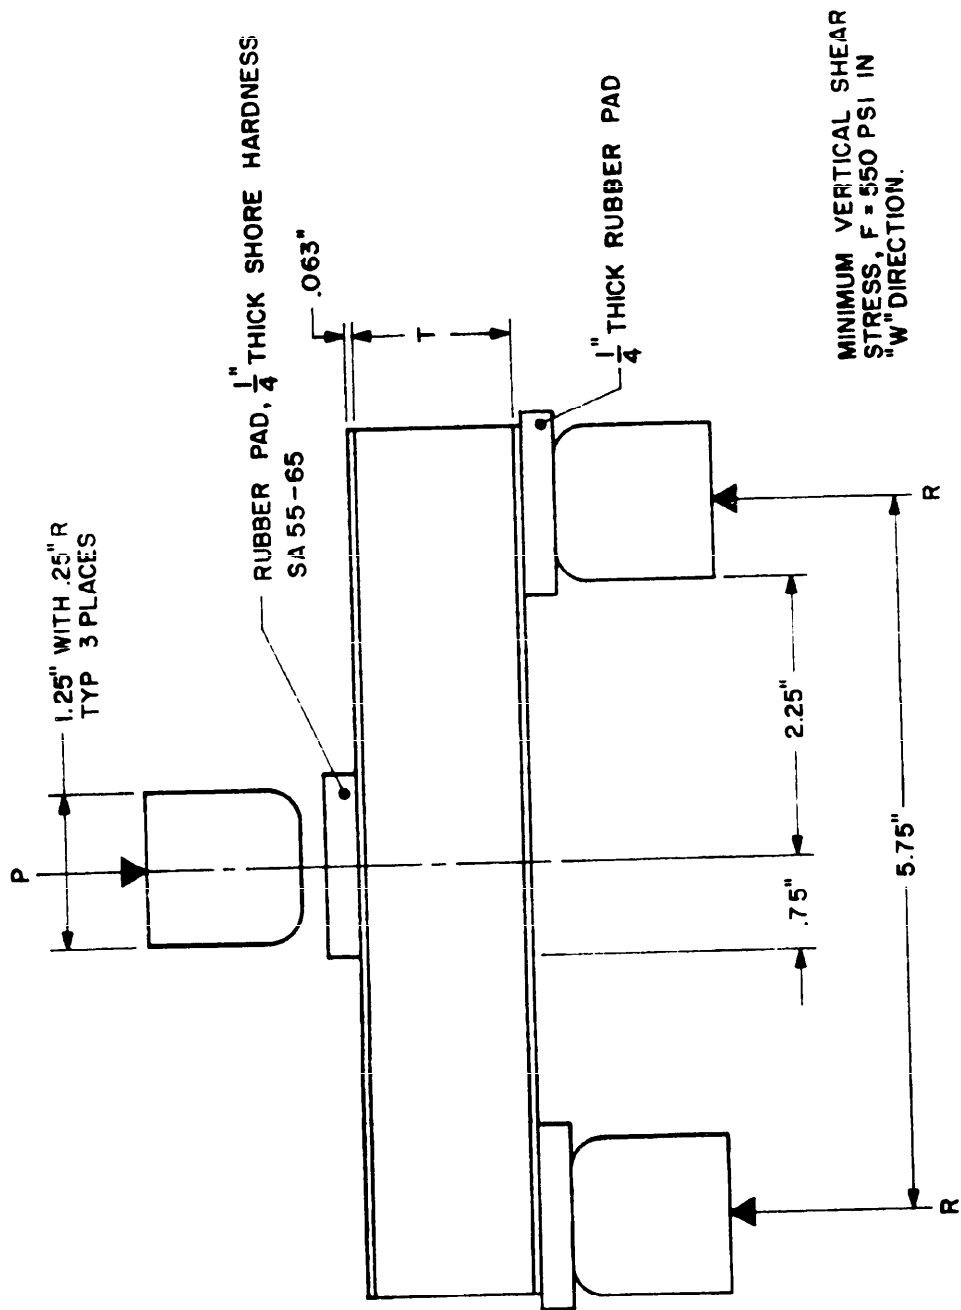 P
1.25" WITH .25" R
TYP 3 PLACES
RUBBER PAD, 1/4" THICK SHORE HARDNESS
SA 55-65
.063"
T
1/4" THICK RUBBER PAD
R
R
.75"
2.25"
5.75"
MINIMUM VERTICAL SHEAR
STRESS, F = 550 PSI IN
"W" DIRECTION.